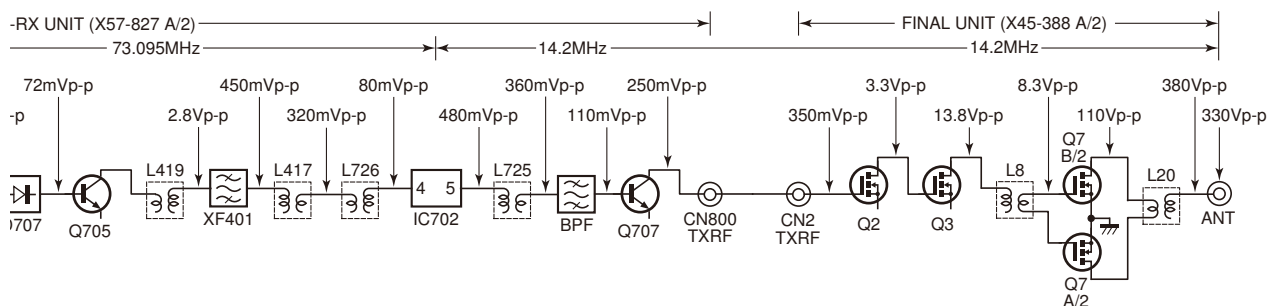 -RX UNIT (X57-827 A/2)
FINAL UNIT (X45-388 A/2)
73.095MHz
14.2MHz
14.2MHz
72mVp-p
450mVp-p
80mVp-p
360mVp-p
250mVp-p
3.3Vp-p
8.3Vp-p
380Vp-p
-p
2.8Vp-p
320mVp-p
480mVp-p
110mVp-p
350mVp-p
13.8Vp-p
110Vp-p
330Vp-p
Q7
B/2
L419
L417
L726
L725
L8
L20
4 5
707
Q705
XF401
IC702
BPF
Q707
CN800
TXRF
CN2
TXRF
Q2
Q3
ANT
Q7
A/2